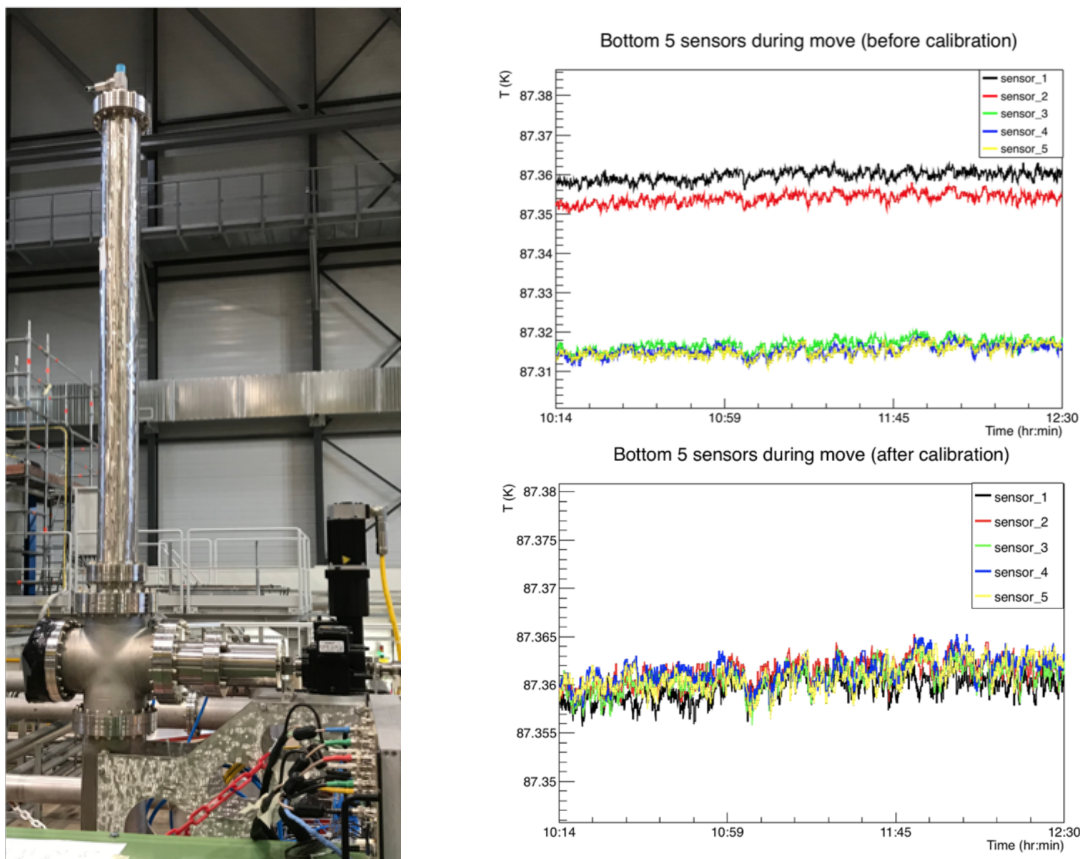 Bottom 5 sensors during move (before calibration)
T (K)
87.38
87.37
87.36
87.35
87.34
87.33
87.32
87.31
sensor_1
sensor_2
sensor_3
sensor_4
sensor_5
10:14
10:59
11:45
12:30
Time (hr:min)
Bottom 5 sensors during move (after calibration)
T (K)
87.38
87.375
87.37
87.365
87.36
87.355
87.35
sensor_1
sensor_2
sensor_3
sensor_4
sensor_5
10:14
10:59
11:45
12:30
Time (hr:min)